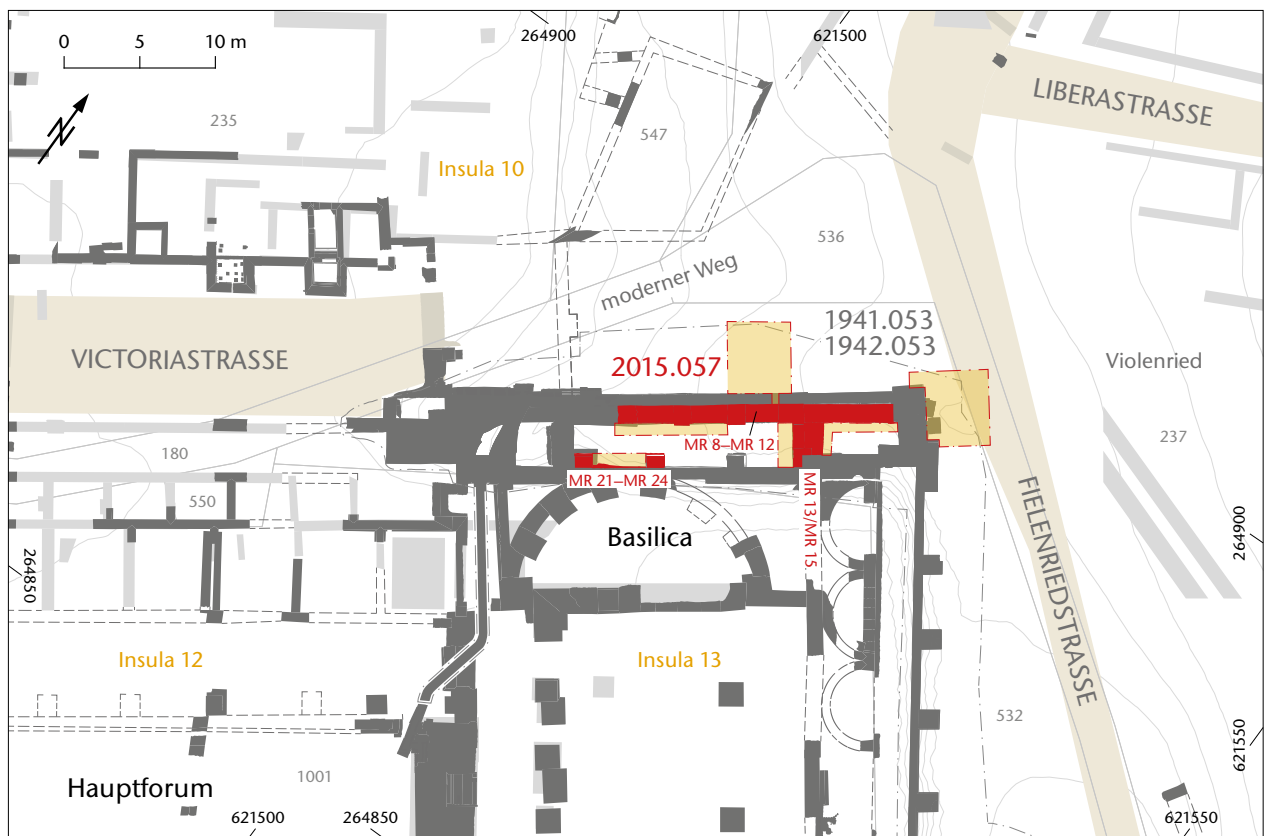 264900
621500
0 5 10 m
LIBERASTRASSE
235
547
Insula 10
536
moderner Weg
1941.053
1942.053
VICTORIASTRASSE
2015.057
Violenried
MR 8–MR 12
237
180
MR 21–MR 24
MR 13/MR 15
550
Basilica
FIELENRIEDSTRASSE
264900
264850
Insula 12
Insula 13
532
621550
Hauptforum
1001
621500
264850
621550